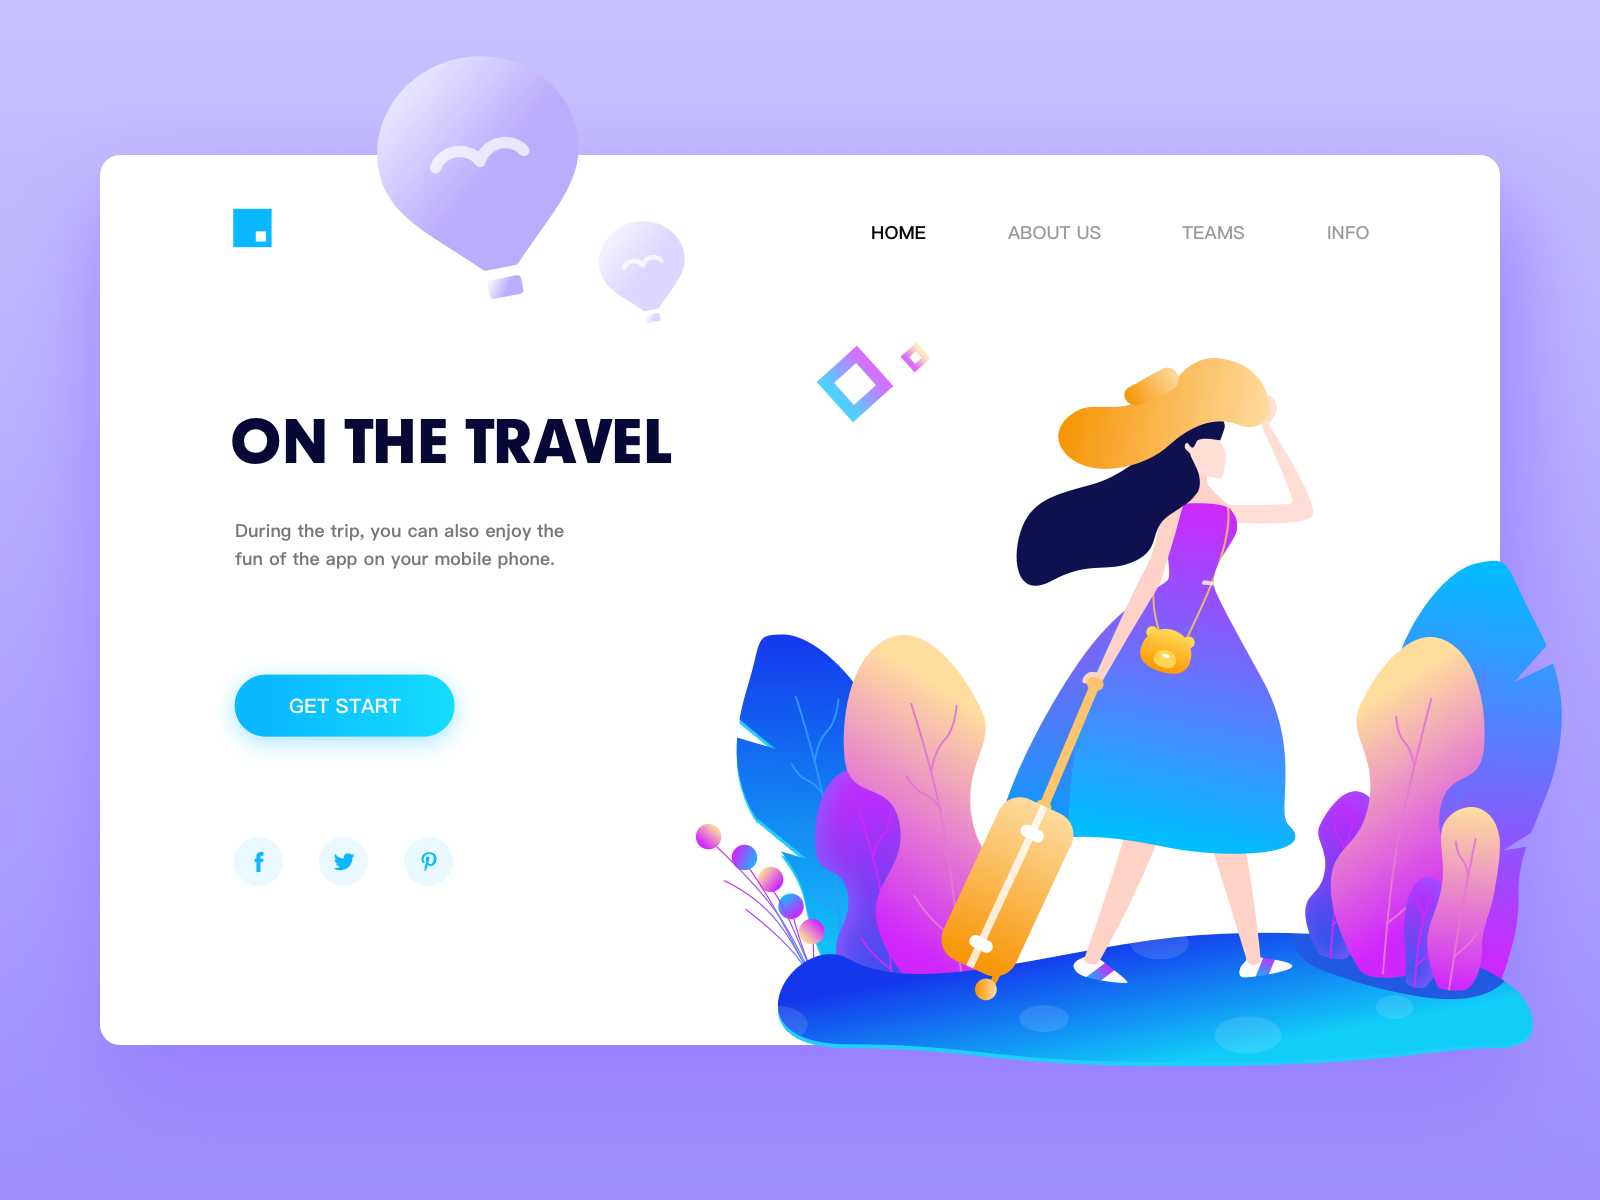 HOME ABOUT US TEAMS INFO
ON THE TRAVEL
During the trip, you can also enjoy the
fun of the app on your mobile phone.
GET START